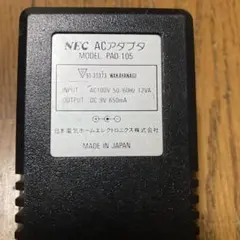 NEC ACアダプタ
MODEL PAD-105
WAKAYANAGI
INPUT AC100V 50-60Hz 12VA
OUTPUT DC 9V 850mA
日本電気ホームエレクトロニクス株式会社
MADE IN JAPAN